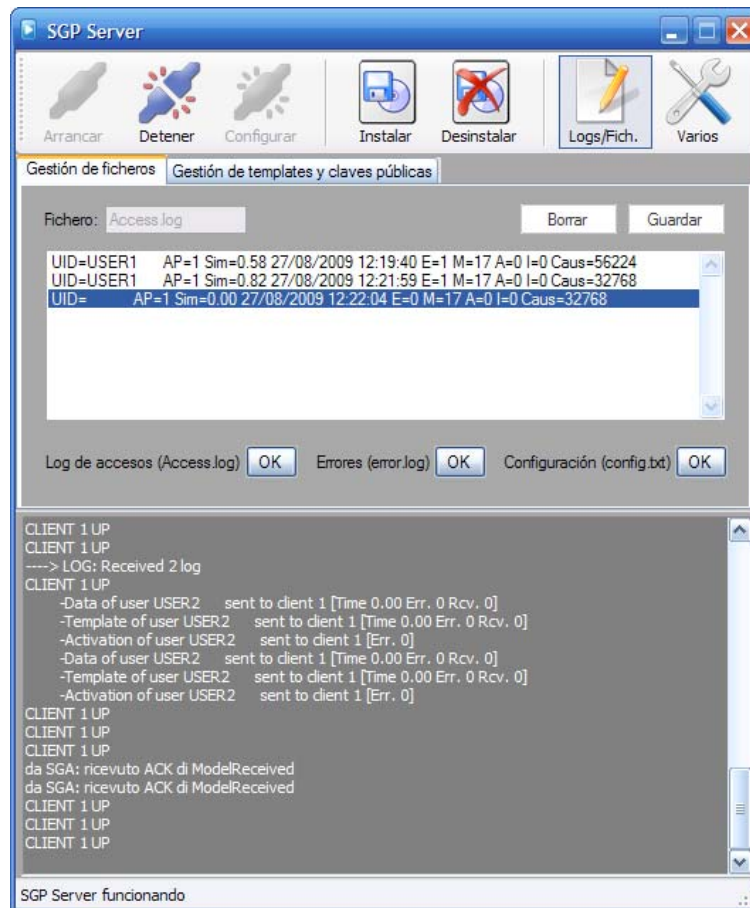 SGP Server
Arrancar Detener Configurar Instalar Desinstalar Logs/Fich. Varios
Gestión de ficheros Gestión de templates y claves públicas
Fichero: Access.log Borrar Guardar
UID=USER1 AP=1 Sim=0.58 27/08/2009 12:19:40 E=1 M=17 A=0 I=0 Caus=56224
UID=USER1 AP=1 Sim=0.82 27/08/2009 12:21:59 E=1 M=17 A=0 I=0 Caus=32768
UID= AP=1 Sim=0.00 27/08/2009 12:22:04 E=0 M=17 A=0 I=0 Caus=32768
Log de accesos (Access.log) OK Errores (error.log) OK Configuración (config.txt) OK
CLIENT 1 UP
CLIENT 1 UP
----> LOG: Received 2 log
CLIENT 1 UP
-Data of user USER2 sent to client 1 [Time 0.00 Err. 0 Rcv. 0]
-Template of user USER2 sent to client 1 [Time 0.00 Err. 0 Rcv. 0]
-Activation of user USER2 sent to client 1 [Err. 0]
-Data of user USER2 sent to client 1 [Time 0.00 Err. 0 Rcv. 0]
-Template of user USER2 sent to client 1 [Time 0.00 Err. 0 Rcv. 0]
-Activation of user USER2 sent to client 1 [Err. 0]
CLIENT 1 UP
CLIENT 1 UP
CLIENT 1 UP
da SGA: ricevuto ACK di ModelReceived
da SGA: ricevuto ACK di ModelReceived
CLIENT 1 UP
CLIENT 1 UP
CLIENT 1 UP
SGP Server funcionando